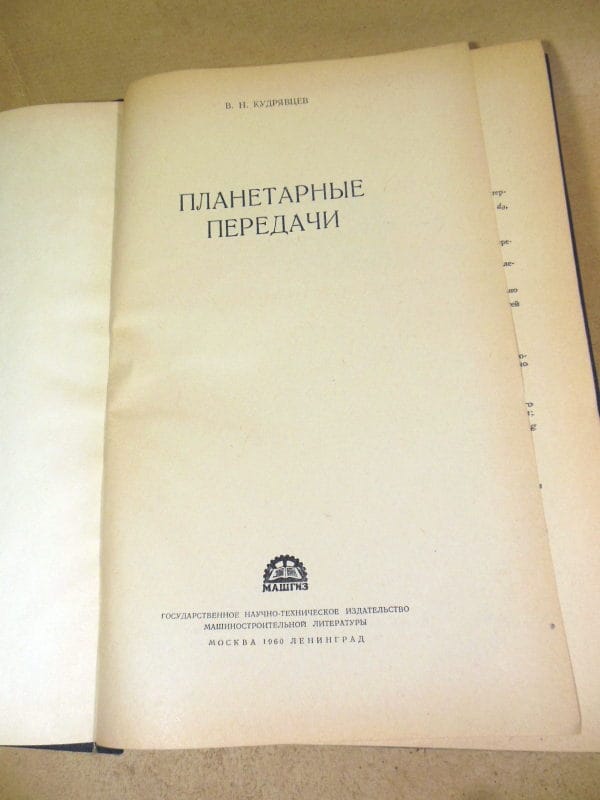 В. Н. КУДРЯВЦЕВ
ПЛАНЕТАРНЫЕ
ПЕРЕДАЧИ
МАШГИЗ
ГОСУДАРСТВЕННОЕ НАУЧНО-ТЕХНИЧЕСКОЕ ИЗДАТЕЛЬСТВО
МАШИНОСТРОИТЕЛЬНОЙ ЛИТЕРАТУРЫ
МОСКВА 1960 ЛЕНИНГРАД